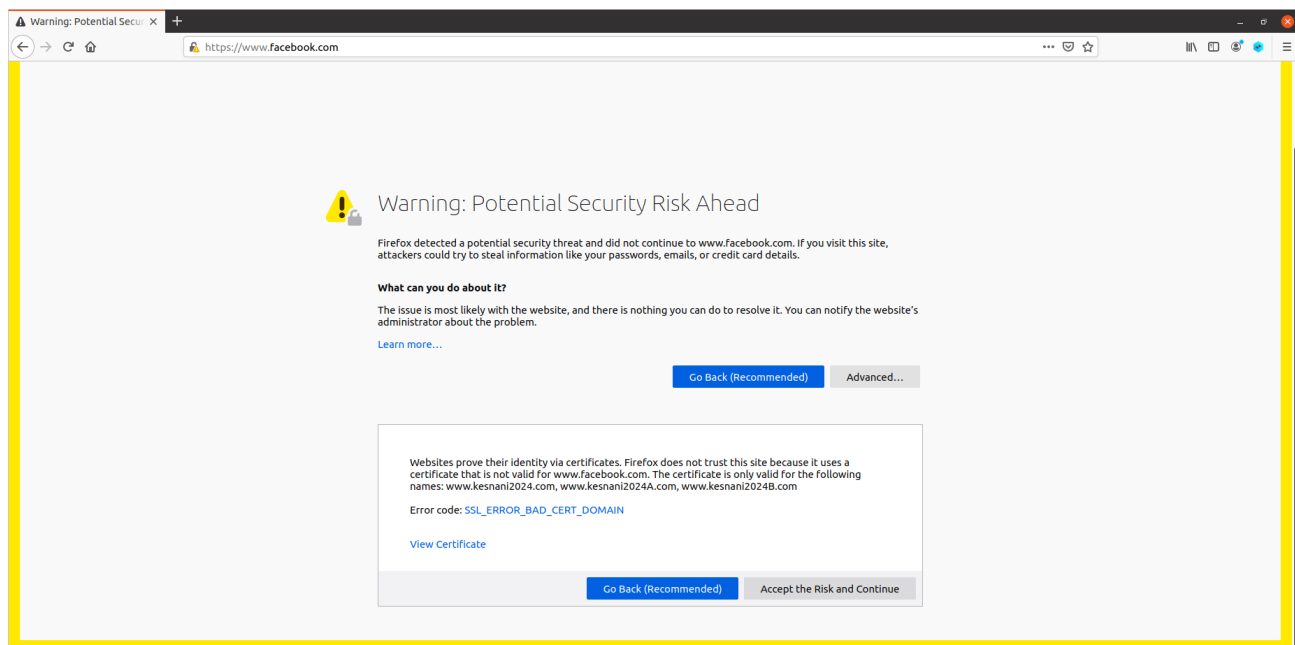 Warning: Potential Secur
https://www.facebook.com
Warning: Potential Security Risk Ahead
Firefox detected a potential security threat and did not continue to www.facebook.com. If you visit this site,
attackers could try to steal information like your passwords, emails, or credit card details.
What can you do about it?
The issue is most likely with the website, and there is nothing you can do to resolve it. You can notify the website's
administrator about the problem.
Learn more…
Go Back (Recommended) Advanced…
Websites prove their identity via certificates. Firefox does not trust this site because it uses a
certificate that is not valid for www.facebook.com. The certificate is only valid for the following
names: www.kesnani2024.com, www.kesnani2024A.com, www.kesnani2024B.com
Error code: SSL_ERROR_BAD_CERT_DOMAIN
View Certificate
Go Back (Recommended) Accept the Risk and Continue